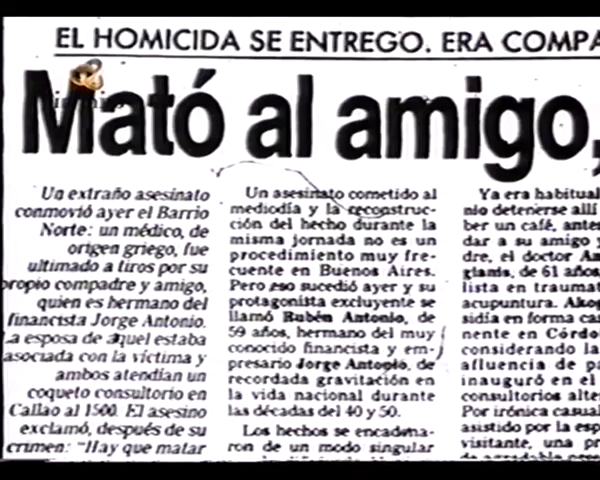 EL HOMICIDA SE ENTREGO. ERA COMPA
Mató al amigo,
Un extraño asesinato
conmovió ayer el Barrio
Norte: un médico, de
origen griego, fue
ultimado a tiros por su
propio compadre y amigo,
quien es hermano del
financista Jorge Antonio.
La esposa de aquel estaba
asociada con la víctima y
ambos atendían un
coqueto consultorio en
Callao al 1500. El asesino
exclamó, después de su
crimen: "Hay que matar
Un asesinato cometido al
mediodía y la reconstruc-
ción del hecho durante la
misma jornada no es un
procedimiento muy fre-
cuente en Buenos Aires.
Pero eso sucedió ayer y su
protagonista excluyente se
llamó Rubén Antonio, de
59 años, hermano del muy
conocido financista y em-
presario Jorge Antonio, de
recordada gravitación en
la vida nacional durante
las décadas del 40 y 50.
Los hechos se encadena-
ron de un modo singular
Ya era habitual
nio detenerse allí
ber un café, antes
dar a su amigo y
dre, el doctor
glanis, de 61 años
lista en traumat
acupuntura. Akog
sidía en forma ca
nente en Córdo
considerando la
afluencia de pa
inauguró en el
consultorios alte
Por irónica casual
asistido por la esp
visitante, una pr